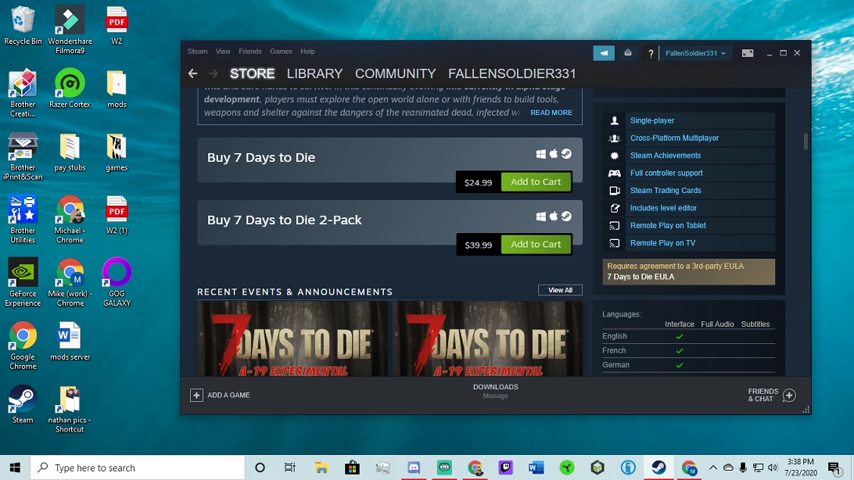 Recycle Bin
Wondershare
Filmora9
W2
Brother
Creati...
Razer Cortex
mods
Brother
iPrint&Scan
pay stubs
games
Brother
Utilities
Michael -
Chrome
W2 (1)
GeForce
Experience
Mike (work) -
Chrome
GOG
GALAXY
Google
Chrome
mods server
Steam
nathan pics -
Shortcut
Steam View Friends Games Help
FallenSoldier331
STORE LIBRARY COMMUNITY FALLENSOLDIER331
development, players must explore the open world alone or with friends to build tools,
weapons and shelter against the dangers of the reanimated dead, infected w
READ MORE
Buy 7 Days to Die
$24.99 Add to Cart
Buy 7 Days to Die 2-Pack
$39.99 Add to Cart
RECENT EVENTS & ANNOUNCEMENTS View All
7 DAYS TO DIE
A-19 EXPERIMENTAL
7 DAYS TO DIE
A-19 EXPERIMENTAL
Single-player
Cross-Platform Multiplayer
Steam Achievements
Full controller support
Steam Trading Cards
Includes level editor
Remote Play on Tablet
Remote Play on TV
Requires agreement to a 3rd-party EULA
7 Days to Die EULA
Languages:
Interface Full Audio Subtitles
English
French
German
ADD A GAME
DOWNLOADS
Manage
FRIENDS
& CHAT
Type here to search
3:38 PM
7/23/2020